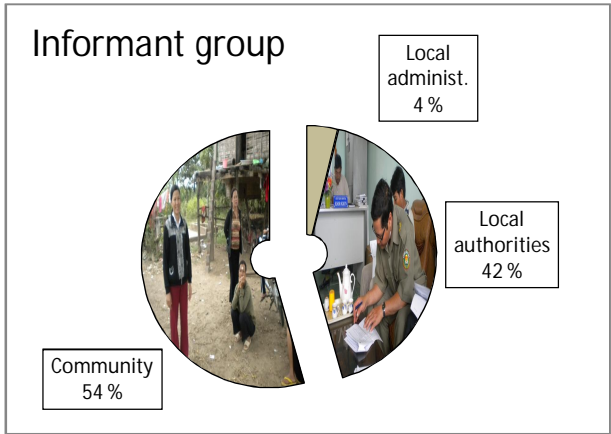 Informant group
Local
administ.
4 %
Local
authorities
42 %
Community
54 %